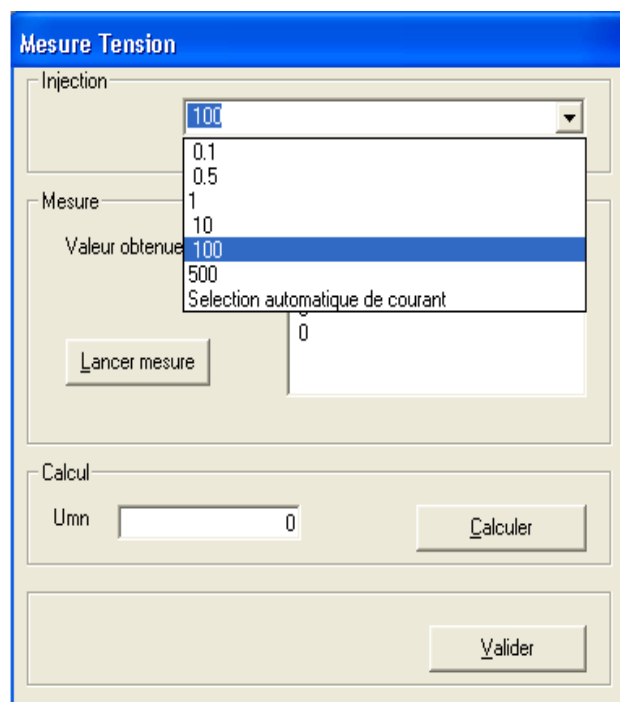 Mesure Tension
Injection
100
0.1
0.5
1
10
100
500
Selection automatique de courant
Mesure
Valeur obtenue
0
Lancer mesure
Calcul
Umn
0
Calculer
Valider